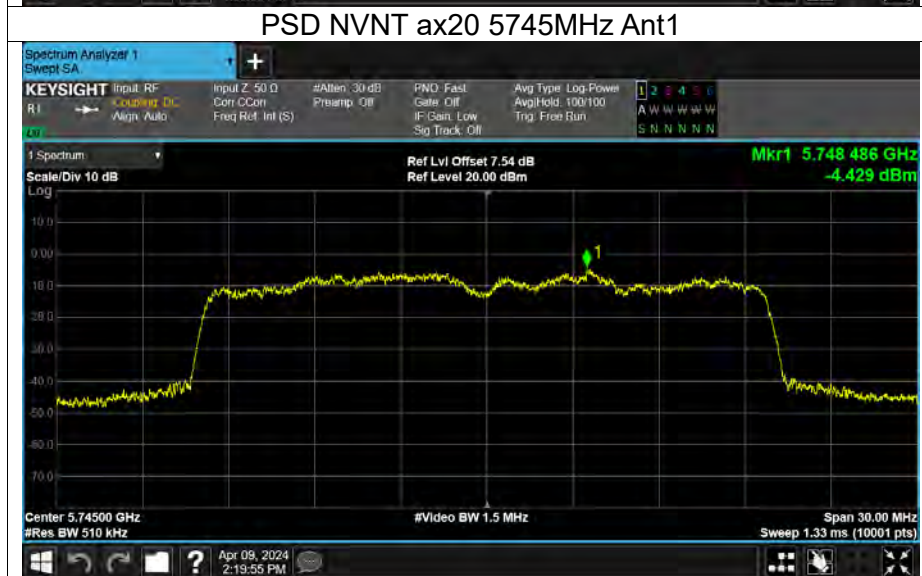 PSD NVNT ax20 5745MHz Ant1
Spectrum Analyzer 1
Swept SA
+
KEYSIGHT Input: RF Input Z: 50 Ω #Atten: 30 dB PNO: Fast Avg Type: Log-Power 1 2 3 4 5 6
Coupling: DC Corr CCorr Preamp: Off Gate: Off Avg|Hold: 100/100 A W W W W W
Align: Auto Freq Ref: Int (S) IF Gain: Low Trig: Free Run
Sig Track: Off S N N N N N
1 Spectrum Ref Lvl Offset 7.54 dB Mkr1 5.748 486 GHz
Scale/Div 10 dB Ref Level 20.00 dBm -4.429 dBm
Log
10.0
0.00
1
-10.0
-20.0
-30.0
-40.0
-50.0
-60.0
-70.0
Center 5.74500 GHz #Video BW 1.5 MHz Span 30.00 MHz
#Res BW 510 kHz Sweep 1.33 ms (10001 pts)
? Apr 09, 2024
2:19:55 PM